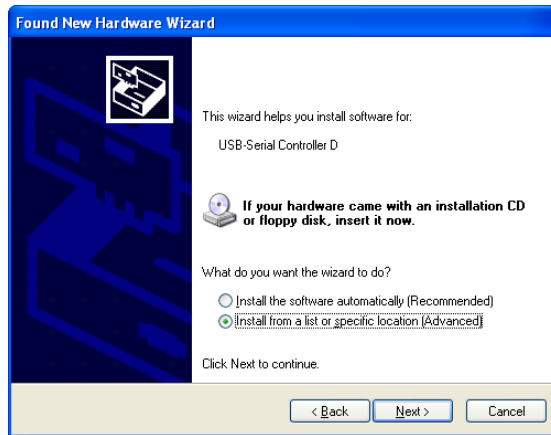 Found New Hardware Wizard
This wizard helps you install software for:
USB-Serial Controller D
If your hardware came with an installation CD
or floppy disk, insert it now.
What do you want the wizard to do?
Install the software automatically (Recommended)
Install from a list or specific location (Advanced)
Click Next to continue.
< Back Next > Cancel